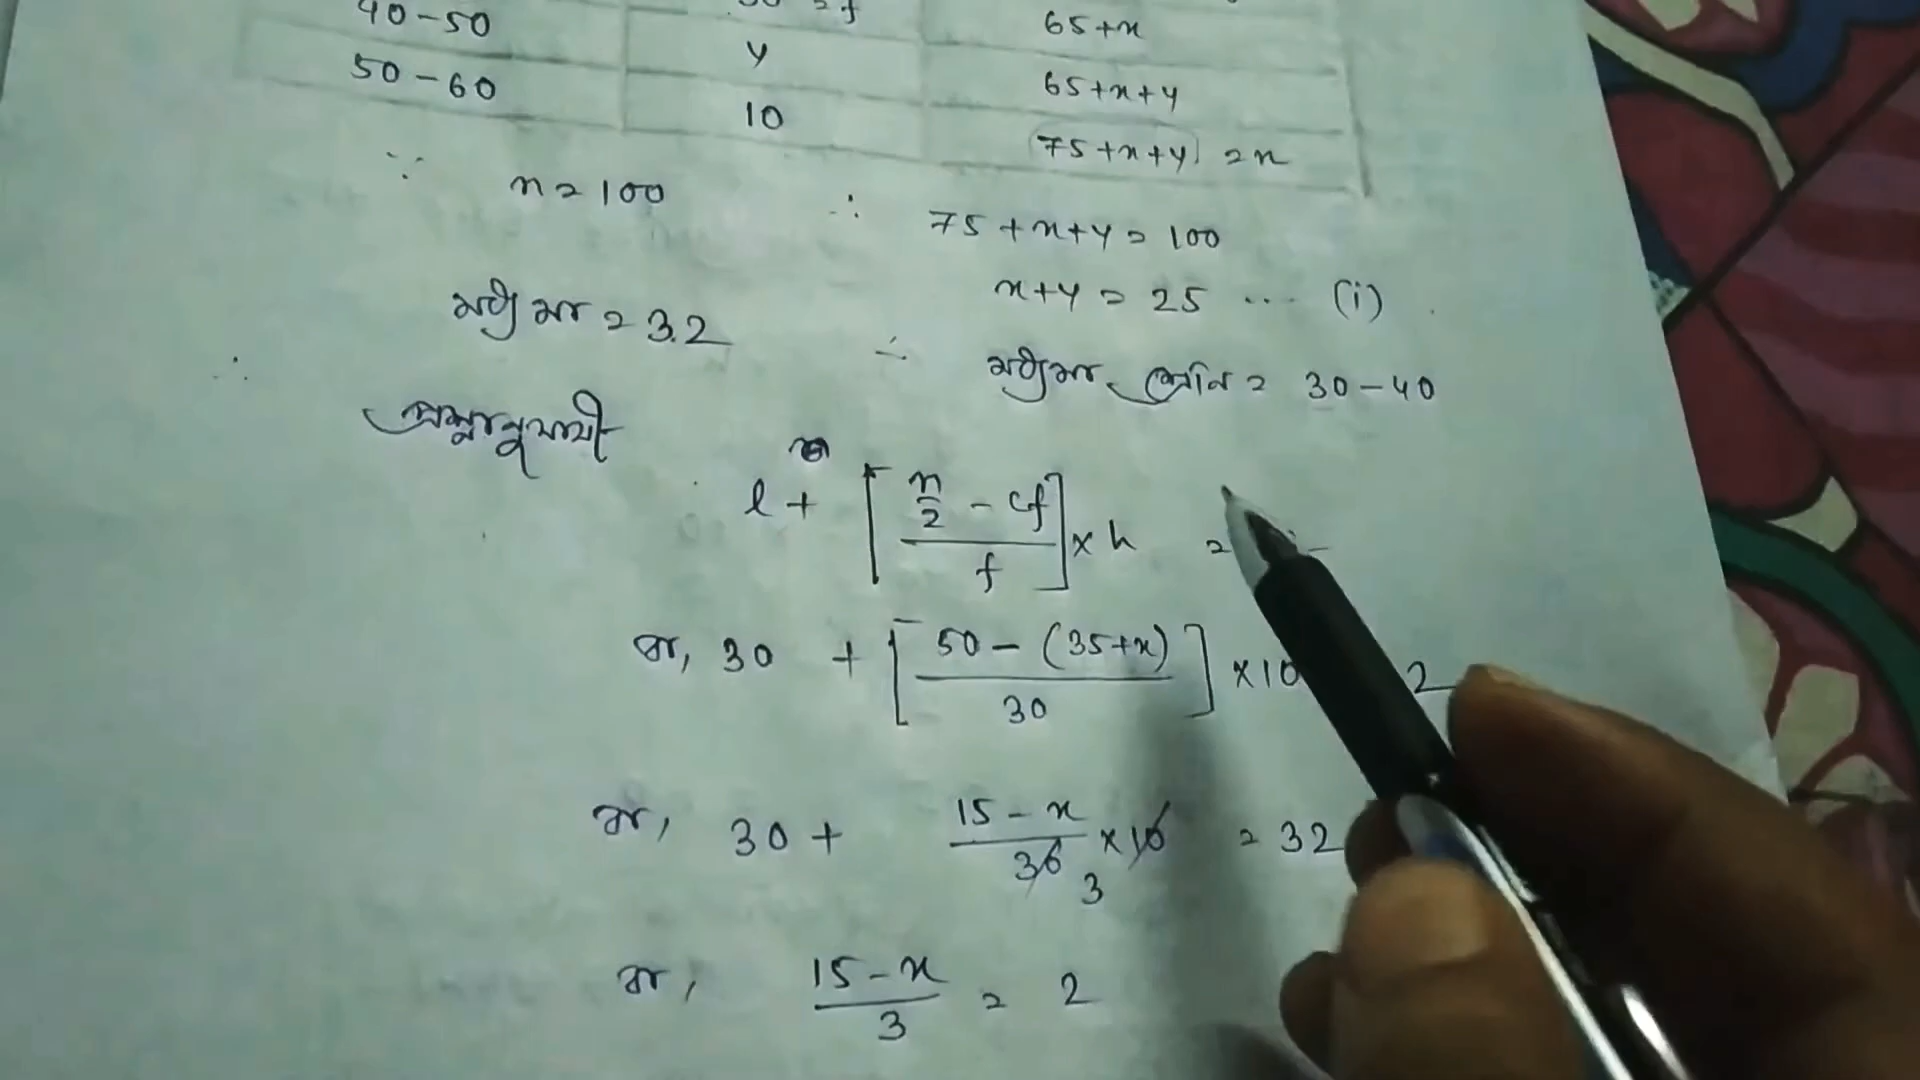 40-50 65+x
50-60 y 65+x+y
10 75+x+y = n
∵ n = 100 ∴ 75+x+y = 100
x+y = 25 ... (i)
মধ্যমা = 32 ∴ মধ্যমা শ্রেণি = 30-40
∴ প্রশ্নানুযায়ী
l + [ (n/2 - cf) / f ] × h =
বা, 30 + [ (50 - (35+x)) / 30 ] × 10 2
বা, 30 + (15 - x) / 30 × 10 = 32
3
বা, (15 - x) / 3 = 2